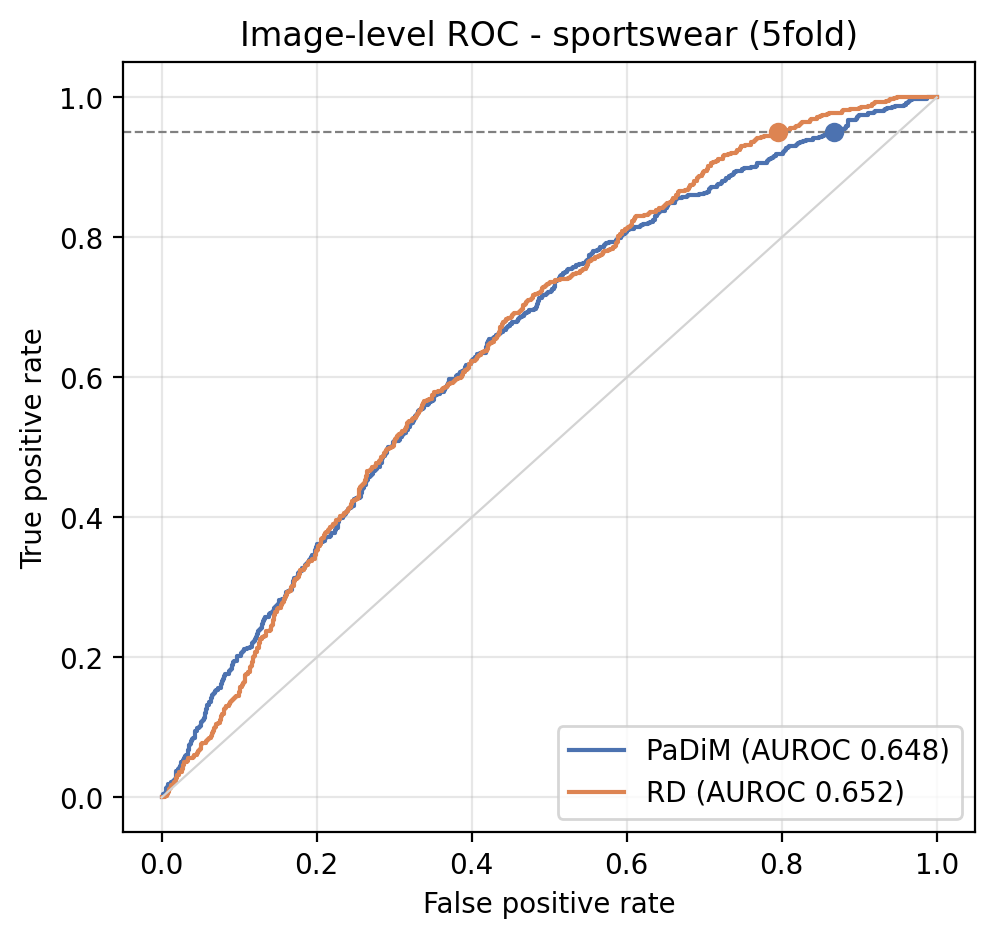 Image-level ROC - sportswear (5fold)
True positive rate
1.0
0.8
0.6
0.4
0.2
0.0
PaDiM (AUROC 0.648)
RD (AUROC 0.652)
0.0 0.2 0.4 0.6 0.8 1.0
False positive rate